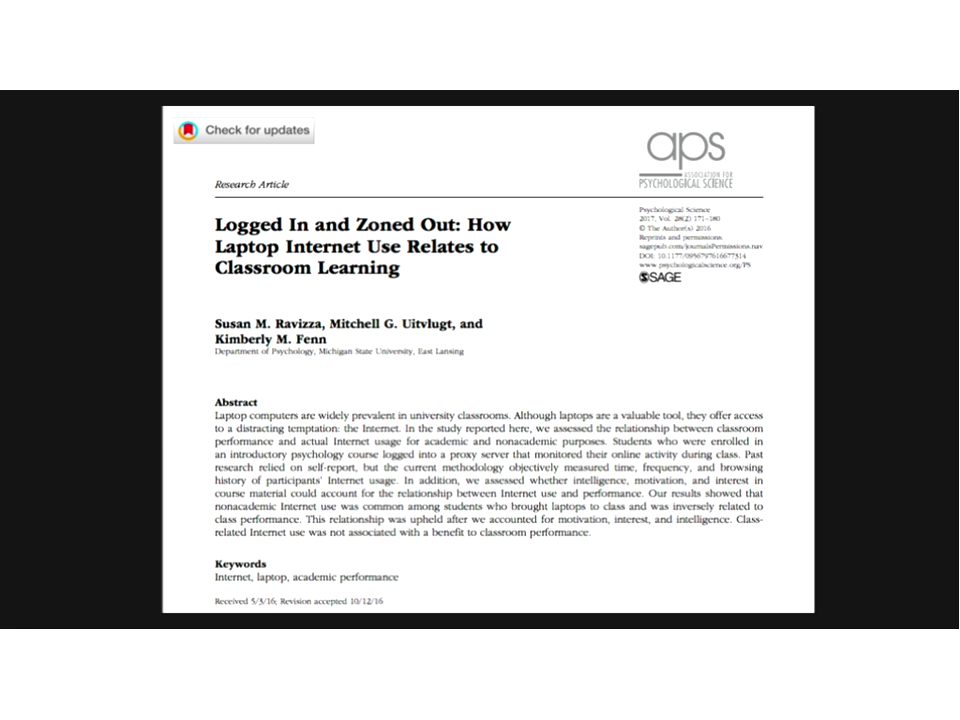 Check for updates
aps
ASSOCIATION FOR
PSYCHOLOGICAL SCIENCE
Research Article
Logged In and Zoned Out: How
Laptop Internet Use Relates to
Classroom Learning
Psychological Science
2017, Vol. 28(2) 171–180
© The Author(s) 2016
Reprints and permissions:
sagepub.com/journalsPermissions.nav
DOI: 10.1177/0956797616677314
www.psychologicalscience.org/PS
SAGE
Susan M. Ravizza, Mitchell G. Uitvlugt, and
Kimberly M. Fenn
Department of Psychology, Michigan State University, East Lansing
Abstract
Laptop computers are widely prevalent in university classrooms. Although laptops are a valuable tool, they offer access
to a distracting temptation: the Internet. In the study reported here, we assessed the relationship between classroom
performance and actual Internet usage for academic and nonacademic purposes. Students who were enrolled in
an introductory psychology course logged into a proxy server that monitored their online activity during class. Past
research relied on self-report, but the current methodology objectively measured time, frequency, and browsing
history of participants' Internet usage. In addition, we assessed whether intelligence, motivation, and interest in
course material could account for the relationship between Internet use and performance. Our results showed that
nonacademic Internet use was common among students who brought laptops to class and was inversely related to
class performance. This relationship was upheld after we accounted for motivation, interest, and intelligence. Class-
related Internet use was not associated with a benefit to classroom performance.
Keywords
Internet, laptop, academic performance
Received 5/3/16; Revision accepted 10/12/16